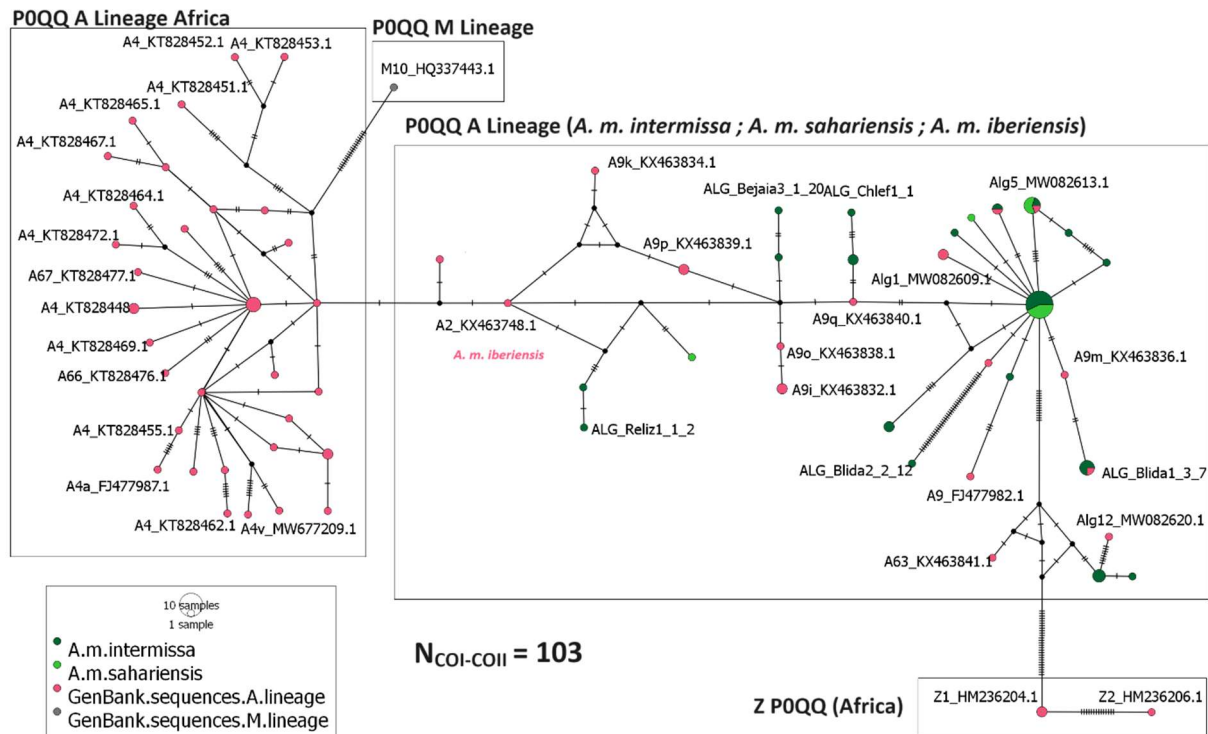 P0QQ A Lineage Africa
A4_KT828452.1
A4_KT828453.1
A4_KT828451.1
A4_KT828465.1
A4_KT828467.1
A4_KT828464.1
A4_KT828472.1
A67_KT828477.1
A4_KT828448
A4_KT828469.1
A66_KT828476.1
A4_KT828455.1
A4a_FJ477987.1
A4_KT828462.1
A4v_MW677209.1
P0QQ M Lineage
M10_HQ337443.1
P0QQ A Lineage (A. m. intermissa ; A. m. sahariensis ; A. m. iberiensis)
A9k_KX463834.1
ALG_Bejaia3_1_20
ALG_Chlef1_1
Alg5_MW082613.1
A9p_KX463839.1
Alg1_MW082609.1
A2_KX463748.1
A. m. iberiensis
A9q_KX463840.1
A9o_KX463838.1
A9i_KX463832.1
A9m_KX463836.1
ALG_Reliz1_1_2
ALG_Blida2_2_12
A9_FJ477982.1
ALG_Blida1_3_7
Alg12_MW082620.1
A63_KX463841.1
10 samples
1 sample
A.m.intermissa
A.m.sahariensis
GenBank.sequences.A.lineage
GenBank.sequences.M.lineage
NCOI-COII = 103
Z P0QQ (Africa)
Z1_HM236204.1
Z2_HM236206.1